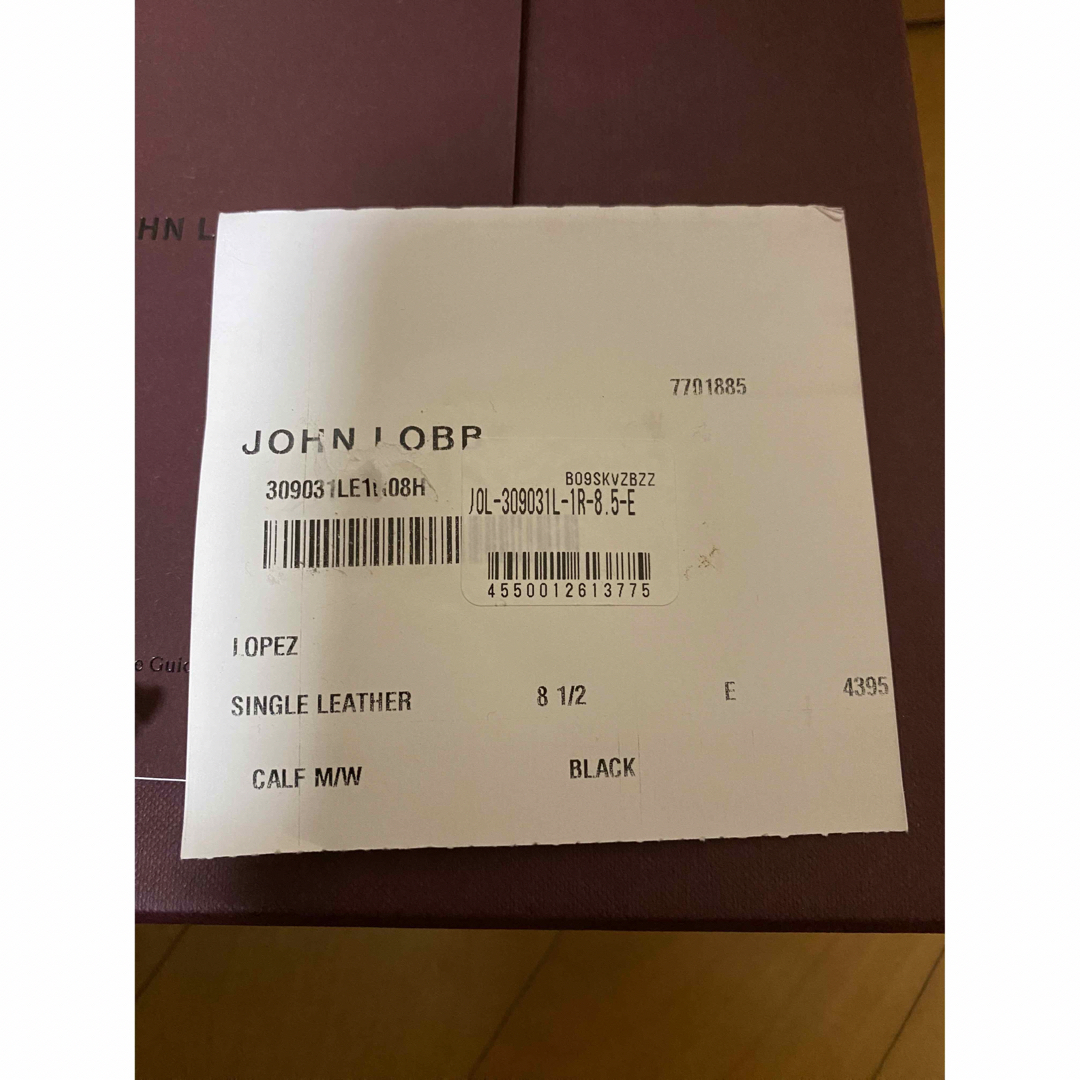 HN L
7701885
JOHN LOBB
309031LE1R08H
B09SKVZBZZ
JOL-309031L-1R-8.5-E
4550012613775
LOPEZ
e Guid
SINGLE LEATHER 8 1/2 E 4395
CALF M/W BLACK